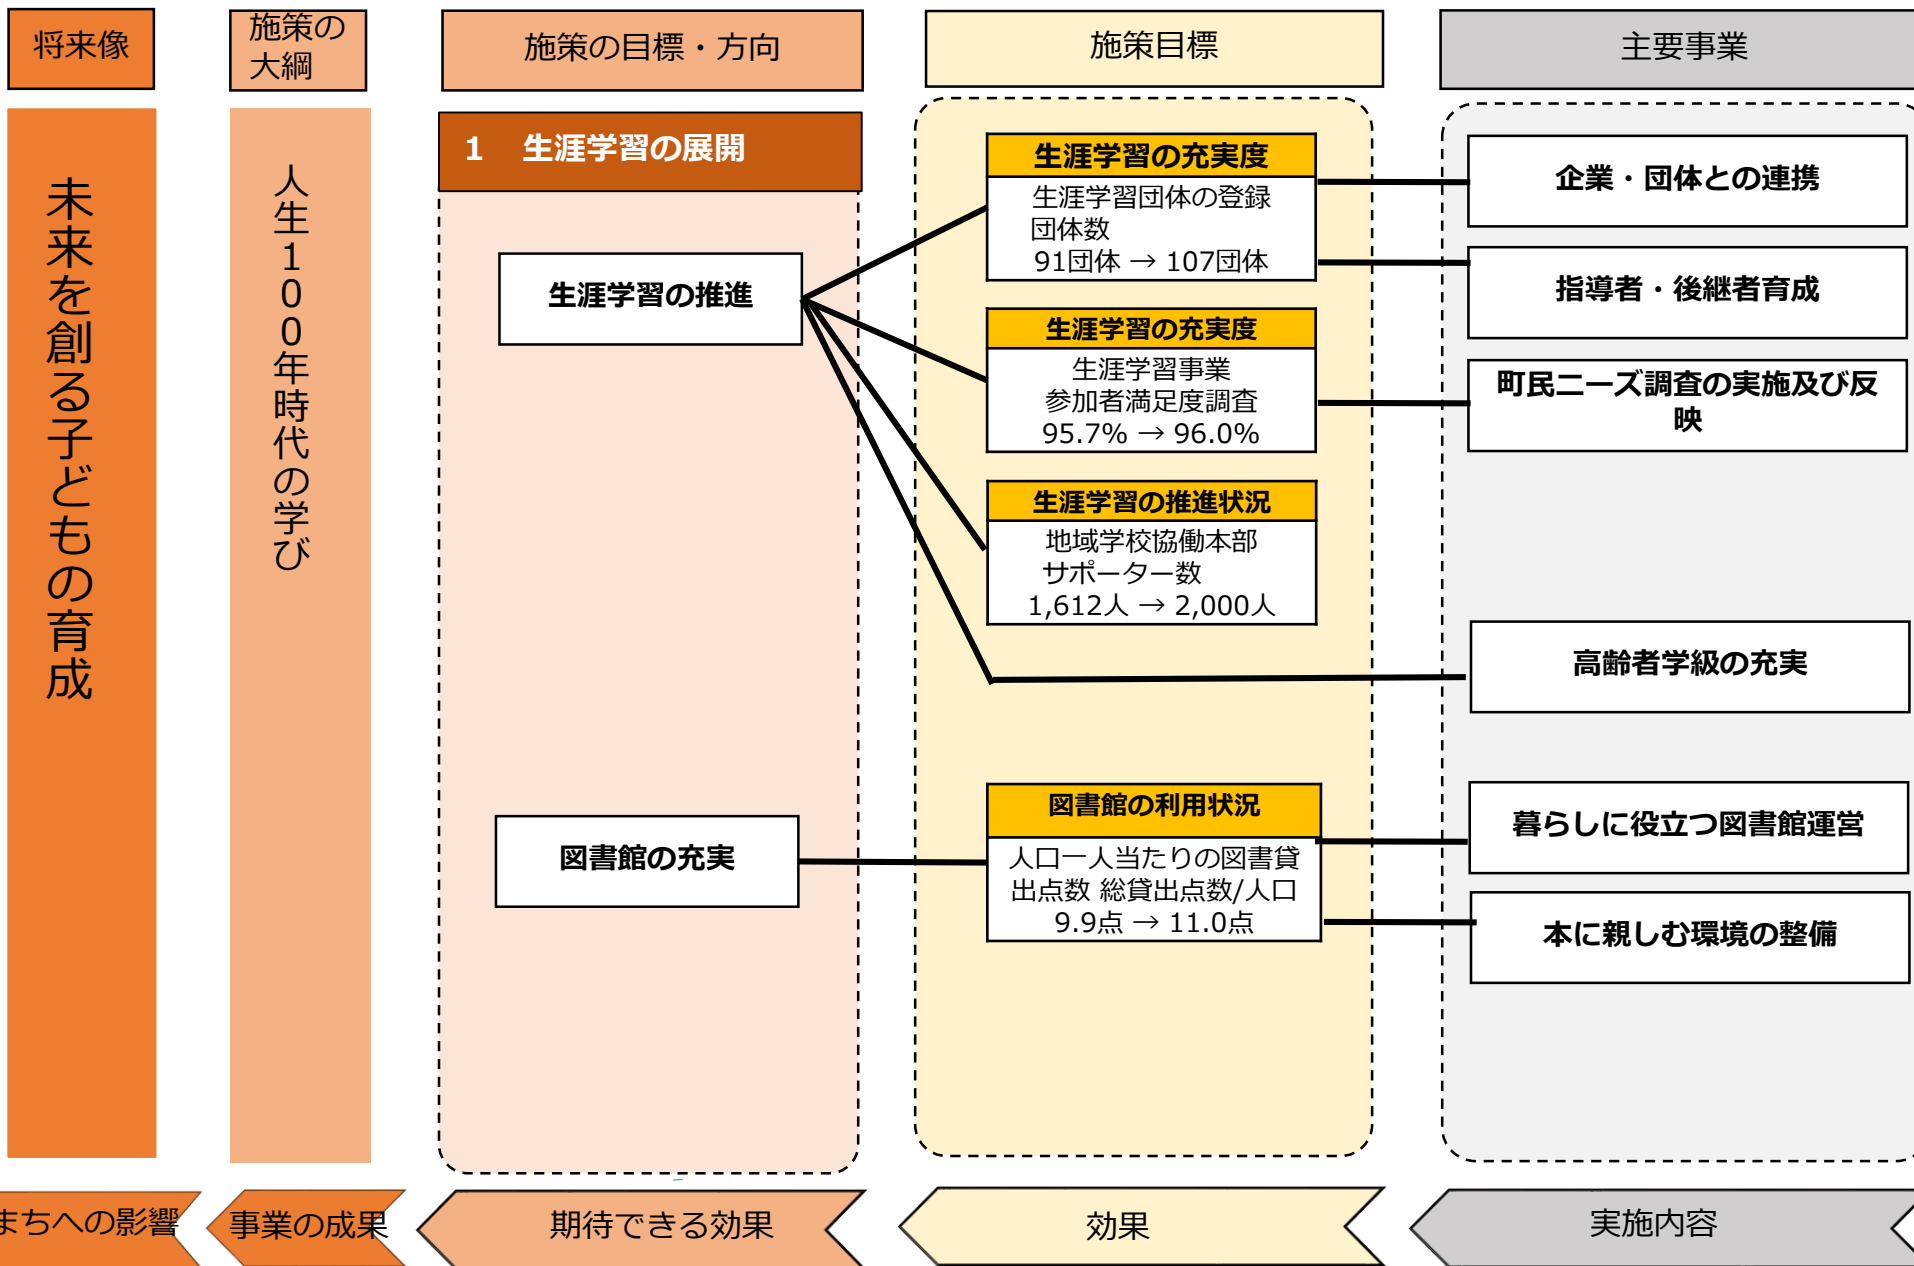 将来像
施策の
大綱
施策の目標・方向
施策目標
主要事業
未来を創る子どもの育成
人生100年時代の学び
1 生涯学習の展開
生涯学習の推進
図書館の充実
生涯学習の充実度
生涯学習団体の登録
団体数
91団体 → 107団体
生涯学習の充実度
生涯学習事業
参加者満足度調査
95.7% → 96.0%
生涯学習の推進状況
地域学校協働本部
サポーター数
1,612人 → 2,000人
図書館の利用状況
人口一人当たりの図書貸
出点数 総貸出点数/人口
9.9点 → 11.0点
企業・団体との連携
指導者・後継者育成
町民ニーズ調査の実施及び反
映
高齢者学級の充実
暮らしに役立つ図書館運営
本に親しむ環境の整備
まちへの影響
事業の成果
期待できる効果
効果
実施内容